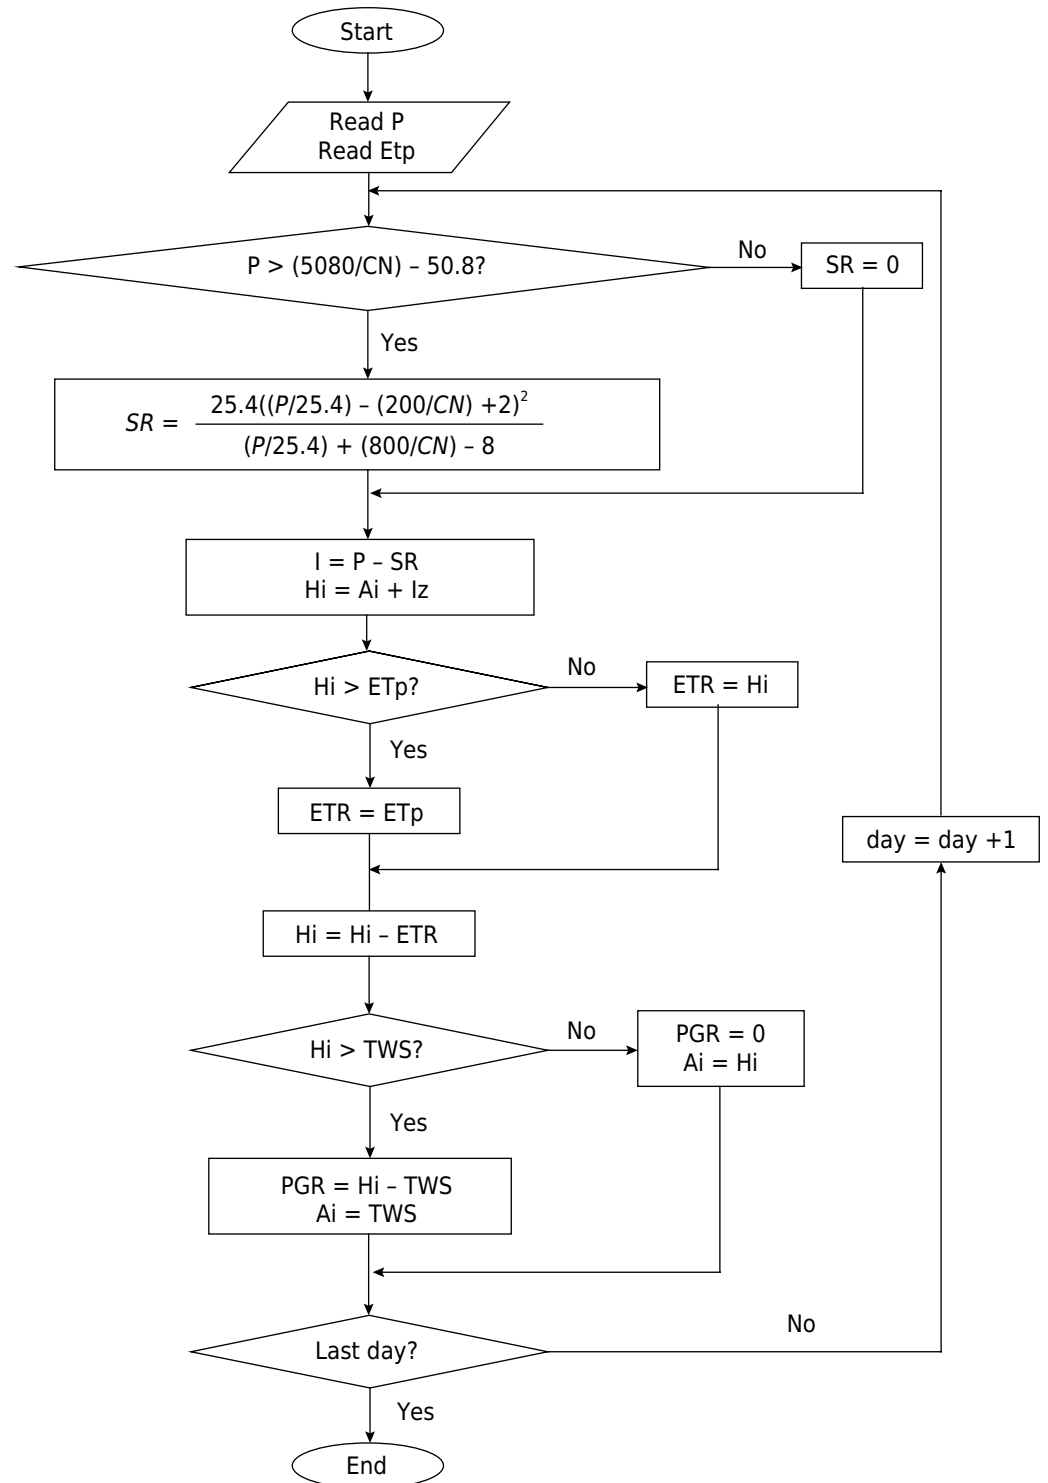 Start
Read P
Read Etp
P > (5080/CN) – 50.8?
No
SR = 0
Yes
SR = 25.4((P/25.4) – (200/CN) +2)²
(P/25.4) + (800/CN) – 8
I = P – SR
Hi = Ai + Iz
Hi > ETp?
No
ETR = Hi
Yes
ETR = ETp
day = day +1
Hi = Hi – ETR
Hi > TWS?
No
PGR = 0
Ai = Hi
Yes
PGR = Hi – TWS
Ai = TWS
Last day?
No
Yes
End